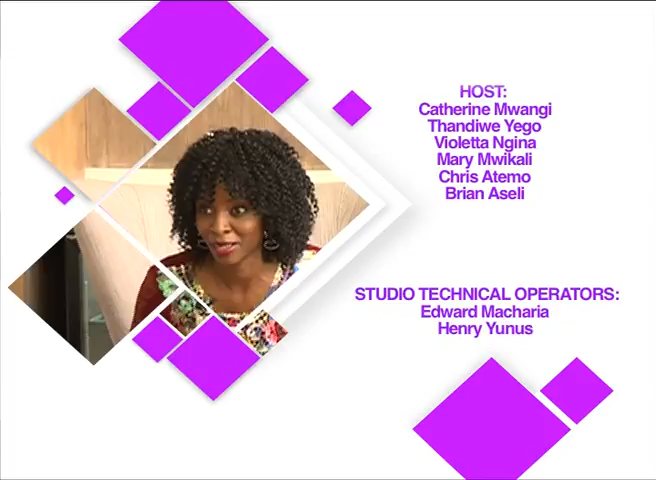 HOST:
Catherine Mwangi
Thandiwe Yego
Violetta Ngina
Mary Mwikali
Chris Atemo
Brian Aseli
STUDIO TECHNICAL OPERATORS:
Edward Macharia
Henry Yunus